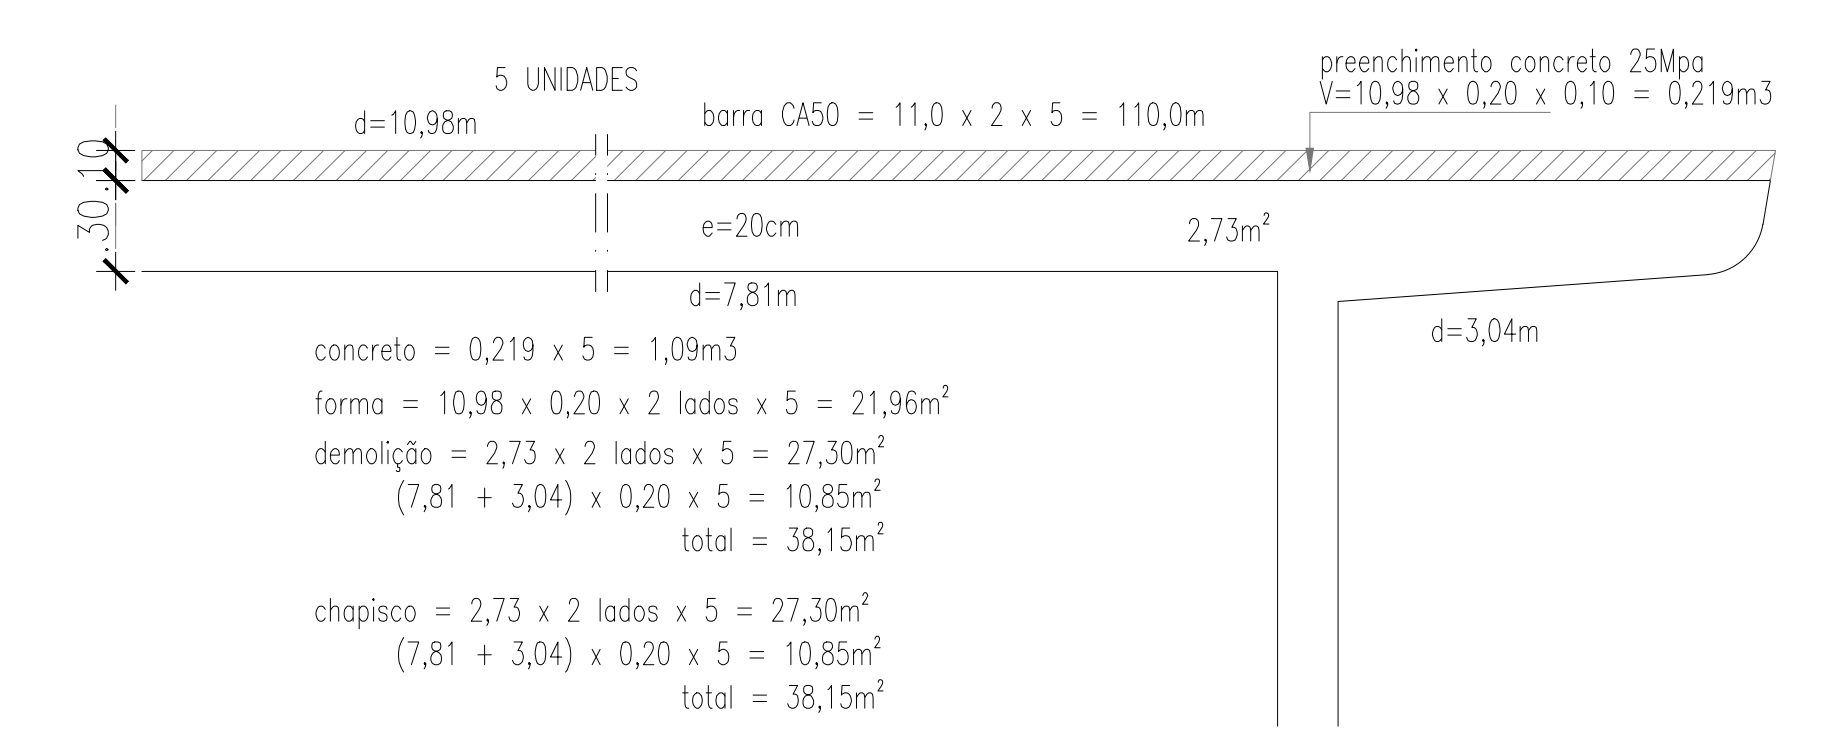 5 UNIDADES
preenchimento concreto 25Mpa
V=10,98 x 0,20 x 0,10 = 0,219m3
d=10,98m
barra CA50 = 11,0 x 2 x 5 = 110,0m
.10
.30
e=20cm
2,73m²
d=7,81m
d=3,04m
concreto = 0,219 x 5 = 1,09m3
forma = 10,98 x 0,20 x 2 lados x 5 = 21,96m²
demolição = 2,73 x 2 lados x 5 = 27,30m²
(7,81 + 3,04) x 0,20 x 5 = 10,85m²
total = 38,15m²
chapisco = 2,73 x 2 lados x 5 = 27,30m²
(7,81 + 3,04) x 0,20 x 5 = 10,85m²
total = 38,15m²